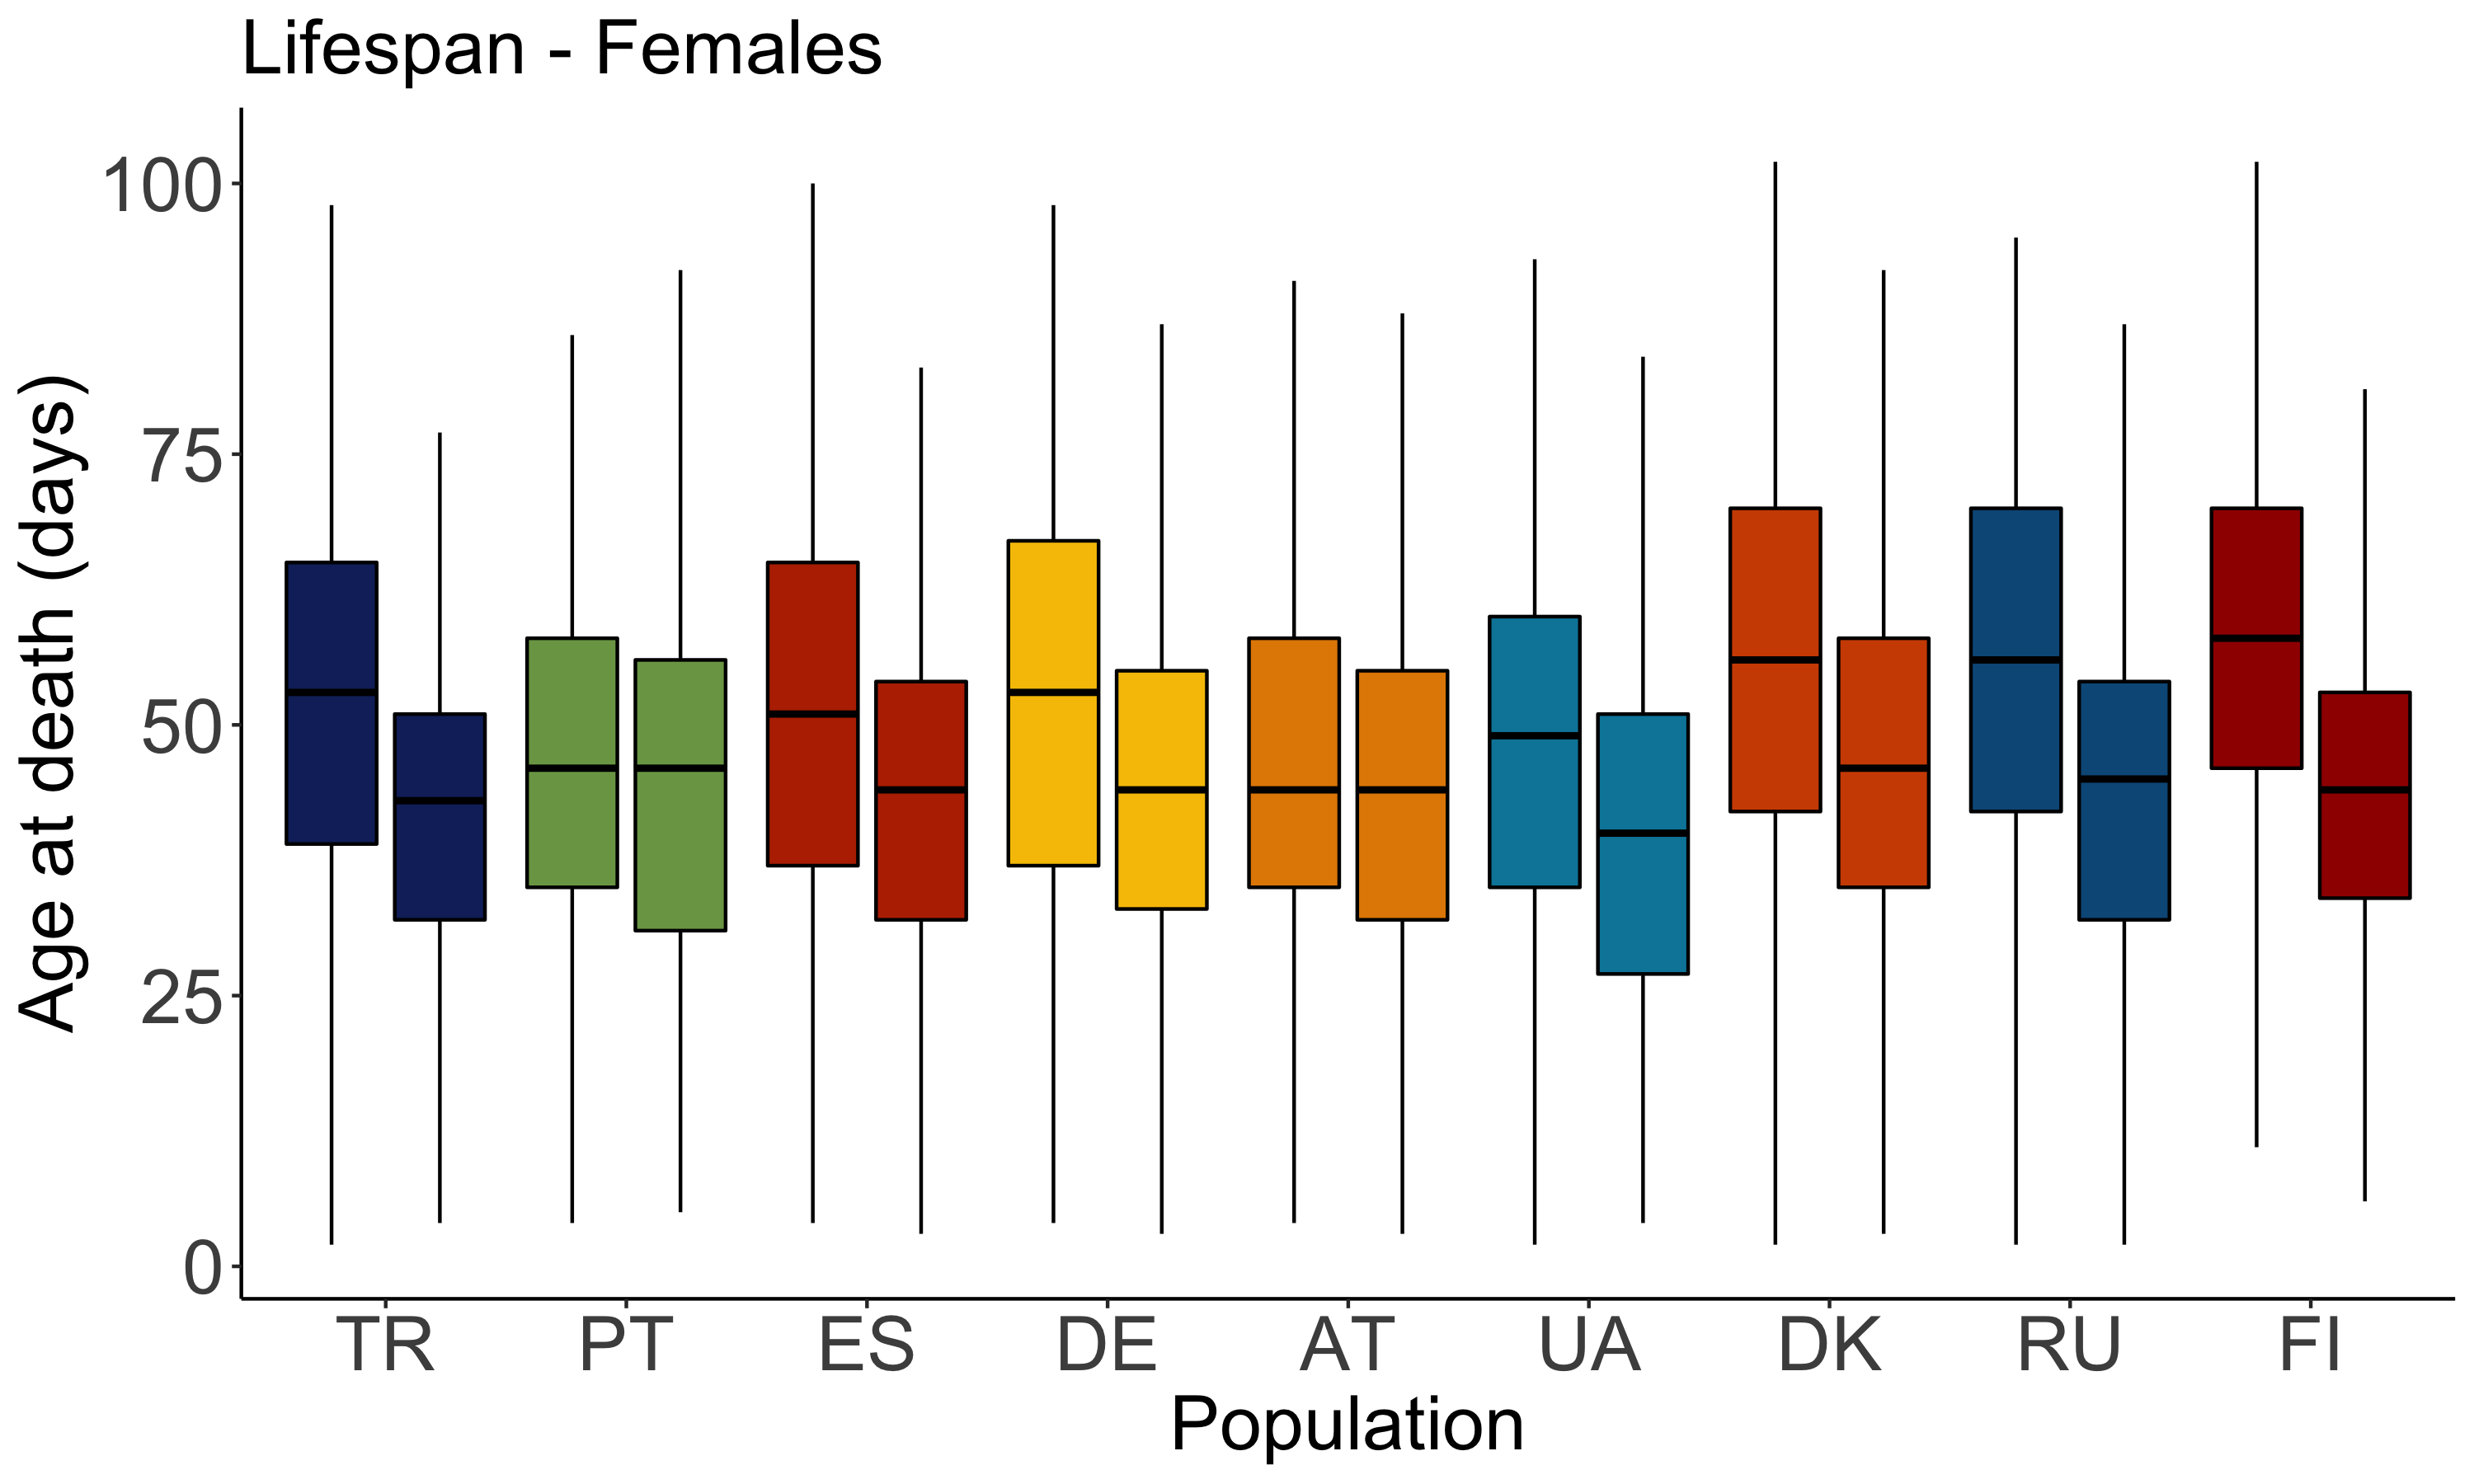 Lifespan - Females
Age at death (days)
100
75
50
25
0
TR PT ES DE AT UA DK RU FI
Population